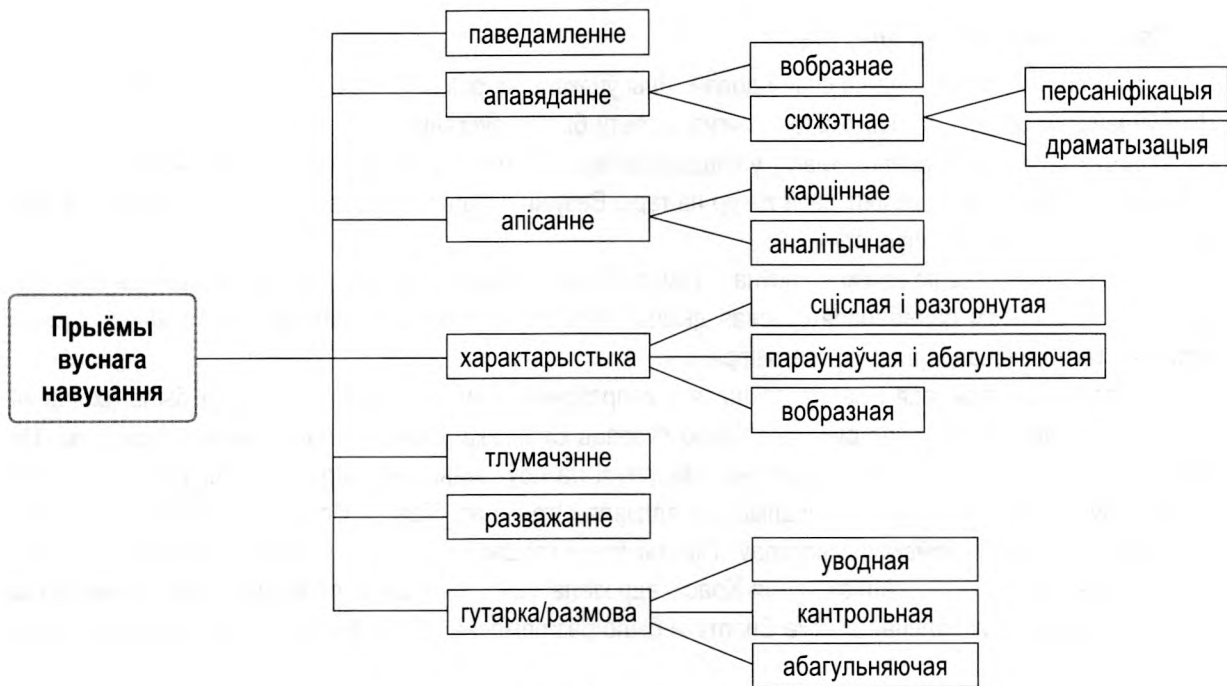 паведамленне
апавяданне
вобразнае
сюжэтнае
персаніфікацыя
драматызацыя
апісанне
карціннае
аналітычнае
Прыёмы
вуснага
навучання
характарыстыка
сціслая і разгорнутая
параўнаўчая і абагульняючая
вобразная
тлумачэнне
разважанне
гутарка/размова
уводная
кантрольная
абагульняючая